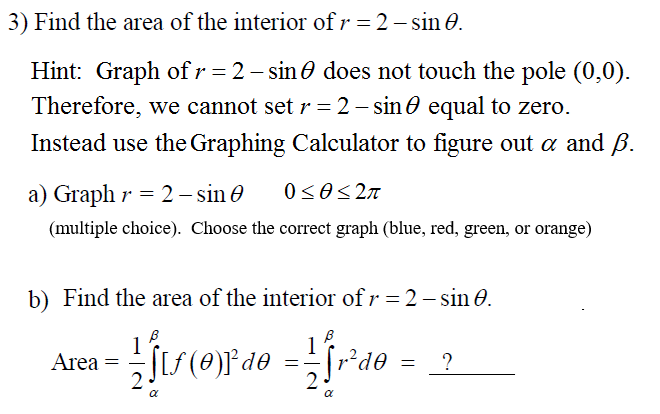 3) Find the area of the interior of r = 2 – sin θ.
Hint: Graph of r = 2 – sin θ does not touch the pole (0,0).
Therefore, we cannot set r = 2 – sin θ equal to zero.
Instead use the Graphing Calculator to figure out α and β.
a) Graph r = 2 – sin θ 0 ≤ θ ≤ 2π
(multiple choice). Choose the correct graph (blue, red, green, or orange)
b) Find the area of the interior of r = 2 – sin θ.
Area = 1/2 ∫_α^β [f(θ)]² dθ = 1/2 ∫_α^β r² dθ = ?